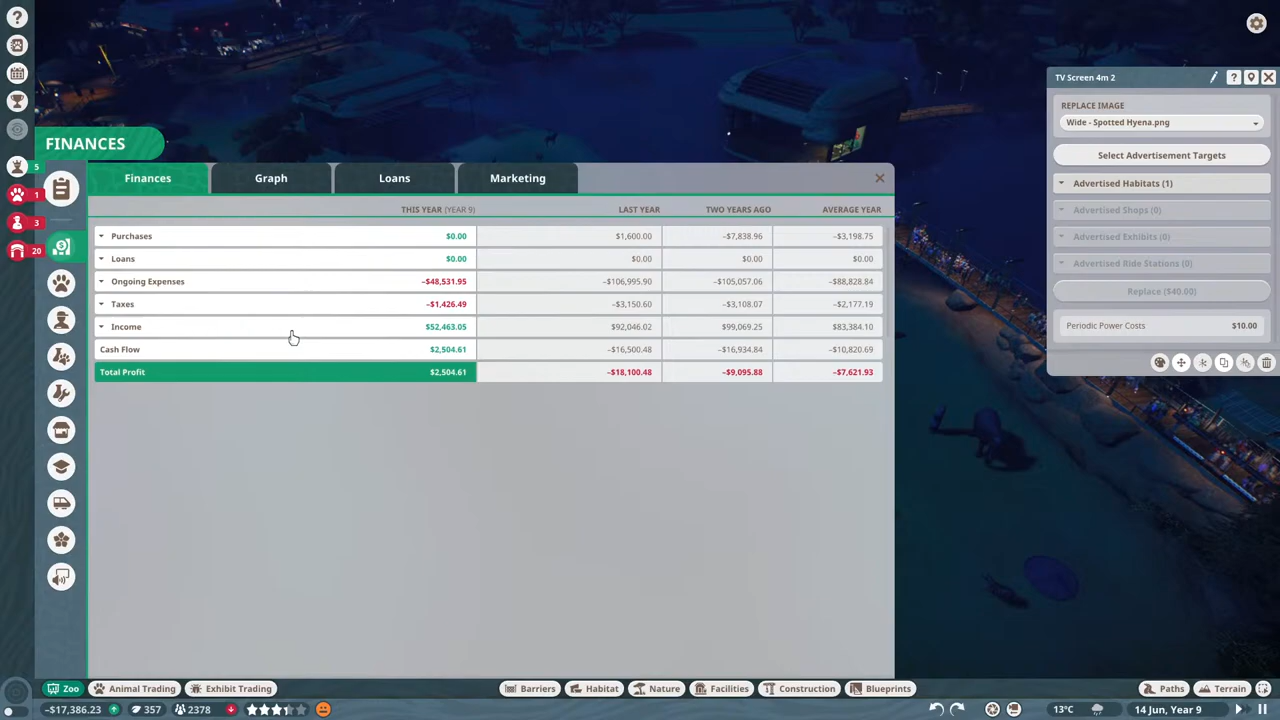 TV Screen 4m 2
REPLACE IMAGE
Wide - Spotted Hyena.png
Select Advertisement Targets
Advertised Habitats (1)
Advertised Shops (0)
Advertised Exhibits (0)
Advertised Ride Stations (0)
Replace ($40.00)
Periodic Power Costs $10.00
FINANCES
5
1
3
20
Finances Graph Loans Marketing
THIS YEAR (YEAR 9) LAST YEAR TWO YEARS AGO AVERAGE YEAR
Purchases $0.00 $1,600.00 –$7,838.96 –$3,198.75
Loans $0.00 $0.00 $0.00 $0.00
Ongoing Expenses –$48,531.95 –$106,995.90 –$105,057.06 –$88,828.84
Taxes –$1,426.49 –$3,150.60 –$3,108.07 –$2,177.19
Income $52,463.05 $92,046.02 $99,069.25 $83,384.10
Cash Flow $2,504.61 –$16,500.48 –$16,934.84 –$10,820.69
Total Profit $2,504.61 –$18,100.48 –$9,095.88 –$7,621.93
Zoo Animal Trading Exhibit Trading Barriers Habitat Nature Facilities Construction Blueprints Paths Terrain
–$17,386.23 357 2378 13°C 14 Jun, Year 9